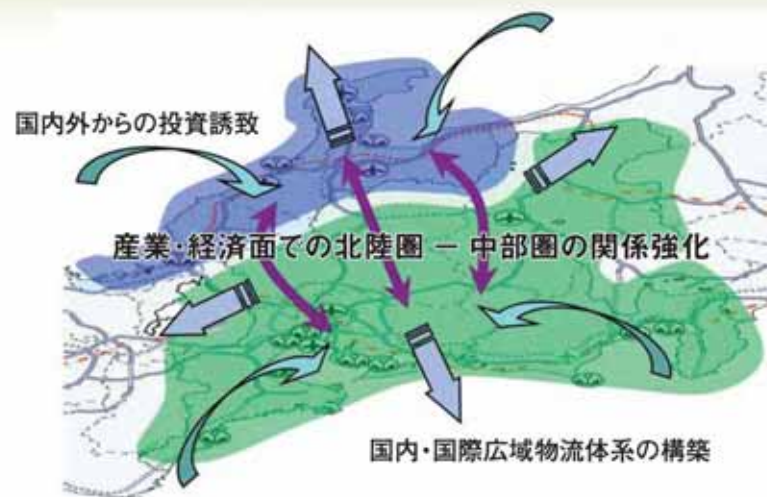 国内外からの投資誘致
産業・経済面での北陸圏 － 中部圏の関係強化
国内・国際広域物流体系の構築